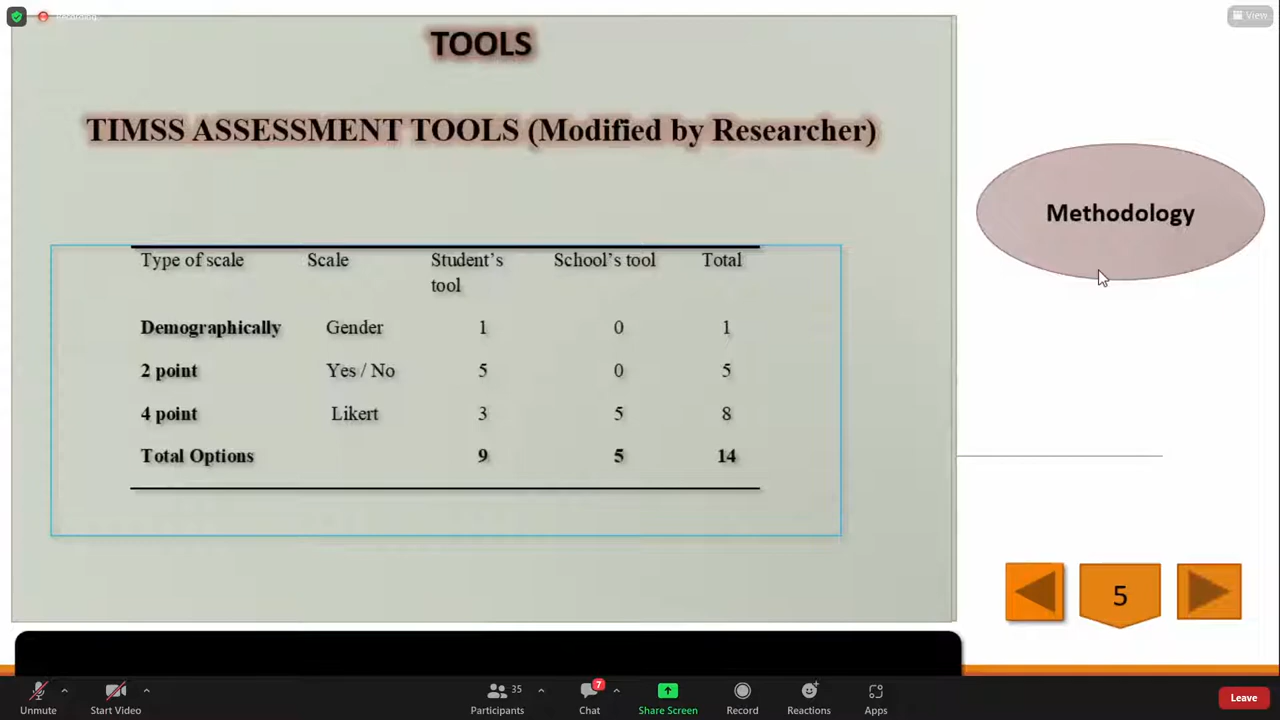 Recording...
View
TOOLS
TIMSS ASSESSMENT TOOLS (Modified by Researcher)
Methodology
Type of scale Scale Student's tool School's tool Total
Demographically Gender 1 0 1
2 point Yes / No 5 0 5
4 point Likert 3 5 8
Total Options 9 5 14
5
Unmute Start Video Participants 35 Chat 7 Share Screen Record Reactions Apps Leave